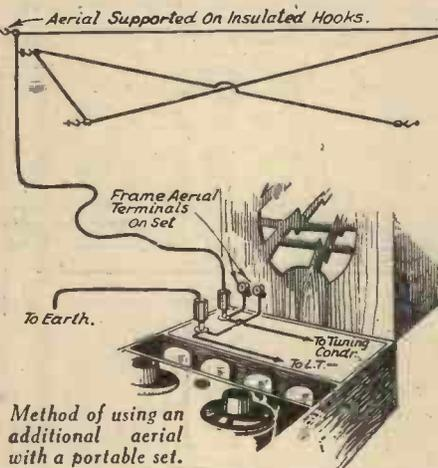 Aerial Supported On Insulated Hooks.
Frame Aerial
Terminals
on Set
To Earth.
To Tuning
Condr.
To L.T.-
Method of using an
additional aerial
with a portable set.